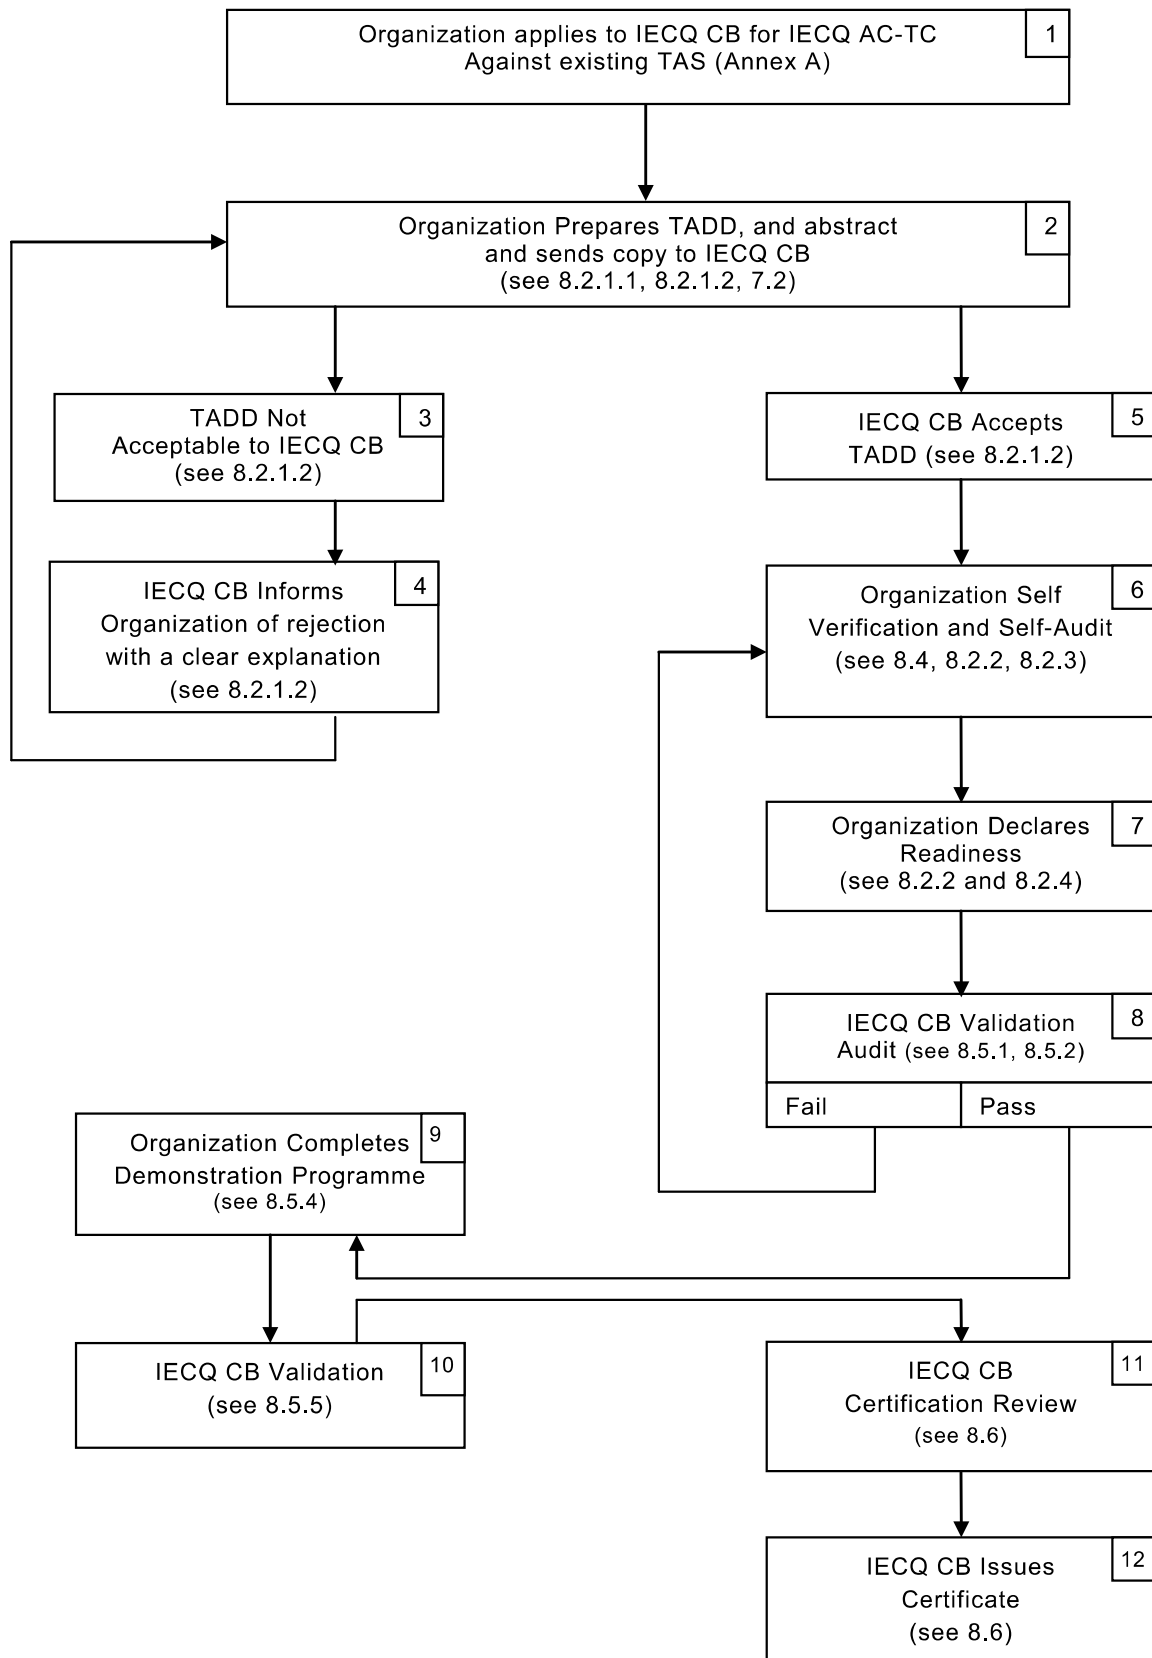 Organization applies to IECQ CB for IECQ AC-TC
Against existing TAS (Annex A)
1
Organization Prepares TADD, and abstract
and sends copy to IECQ CB
(see 8.2.1.1, 8.2.1.2, 7.2)
2
TADD Not
Acceptable to IECQ CB
(see 8.2.1.2)
3
IECQ CB Informs
Organization of rejection
with a clear explanation
(see 8.2.1.2)
4
IECQ CB Accepts
TADD (see 8.2.1.2)
5
Organization Self
Verification and Self-Audit
(see 8.4, 8.2.2, 8.2.3)
6
Organization Declares
Readiness
(see 8.2.2 and 8.2.4)
7
IECQ CB Validation
Audit (see 8.5.1, 8.5.2)
8
Fail
Pass
Organization Completes
Demonstration Programme
(see 8.5.4)
9
IECQ CB Validation
(see 8.5.5)
10
IECQ CB
Certification Review
(see 8.6)
11
IECQ CB Issues
Certificate
(see 8.6)
12